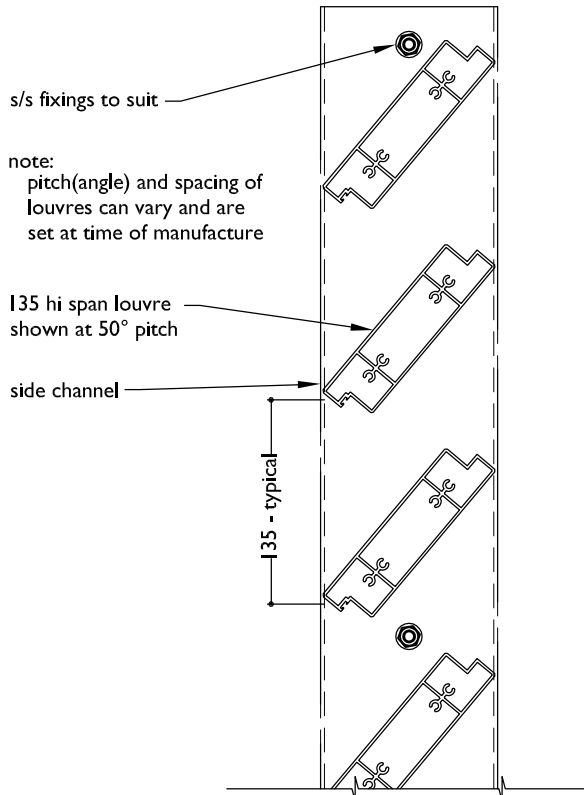 s/s fixings to suit
note:
pitch(angle) and spacing of
louvres can vary and are
set at time of manufacture
135 hi span louvre
shown at 50° pitch
side channel
135 - typical